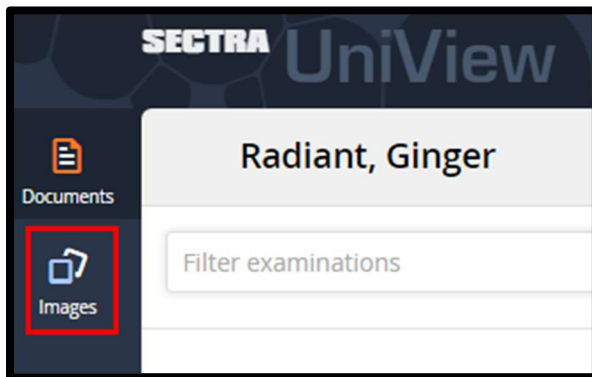 SECTRA UniView
Radiant, Ginger
Documents
Filter examinations
Images